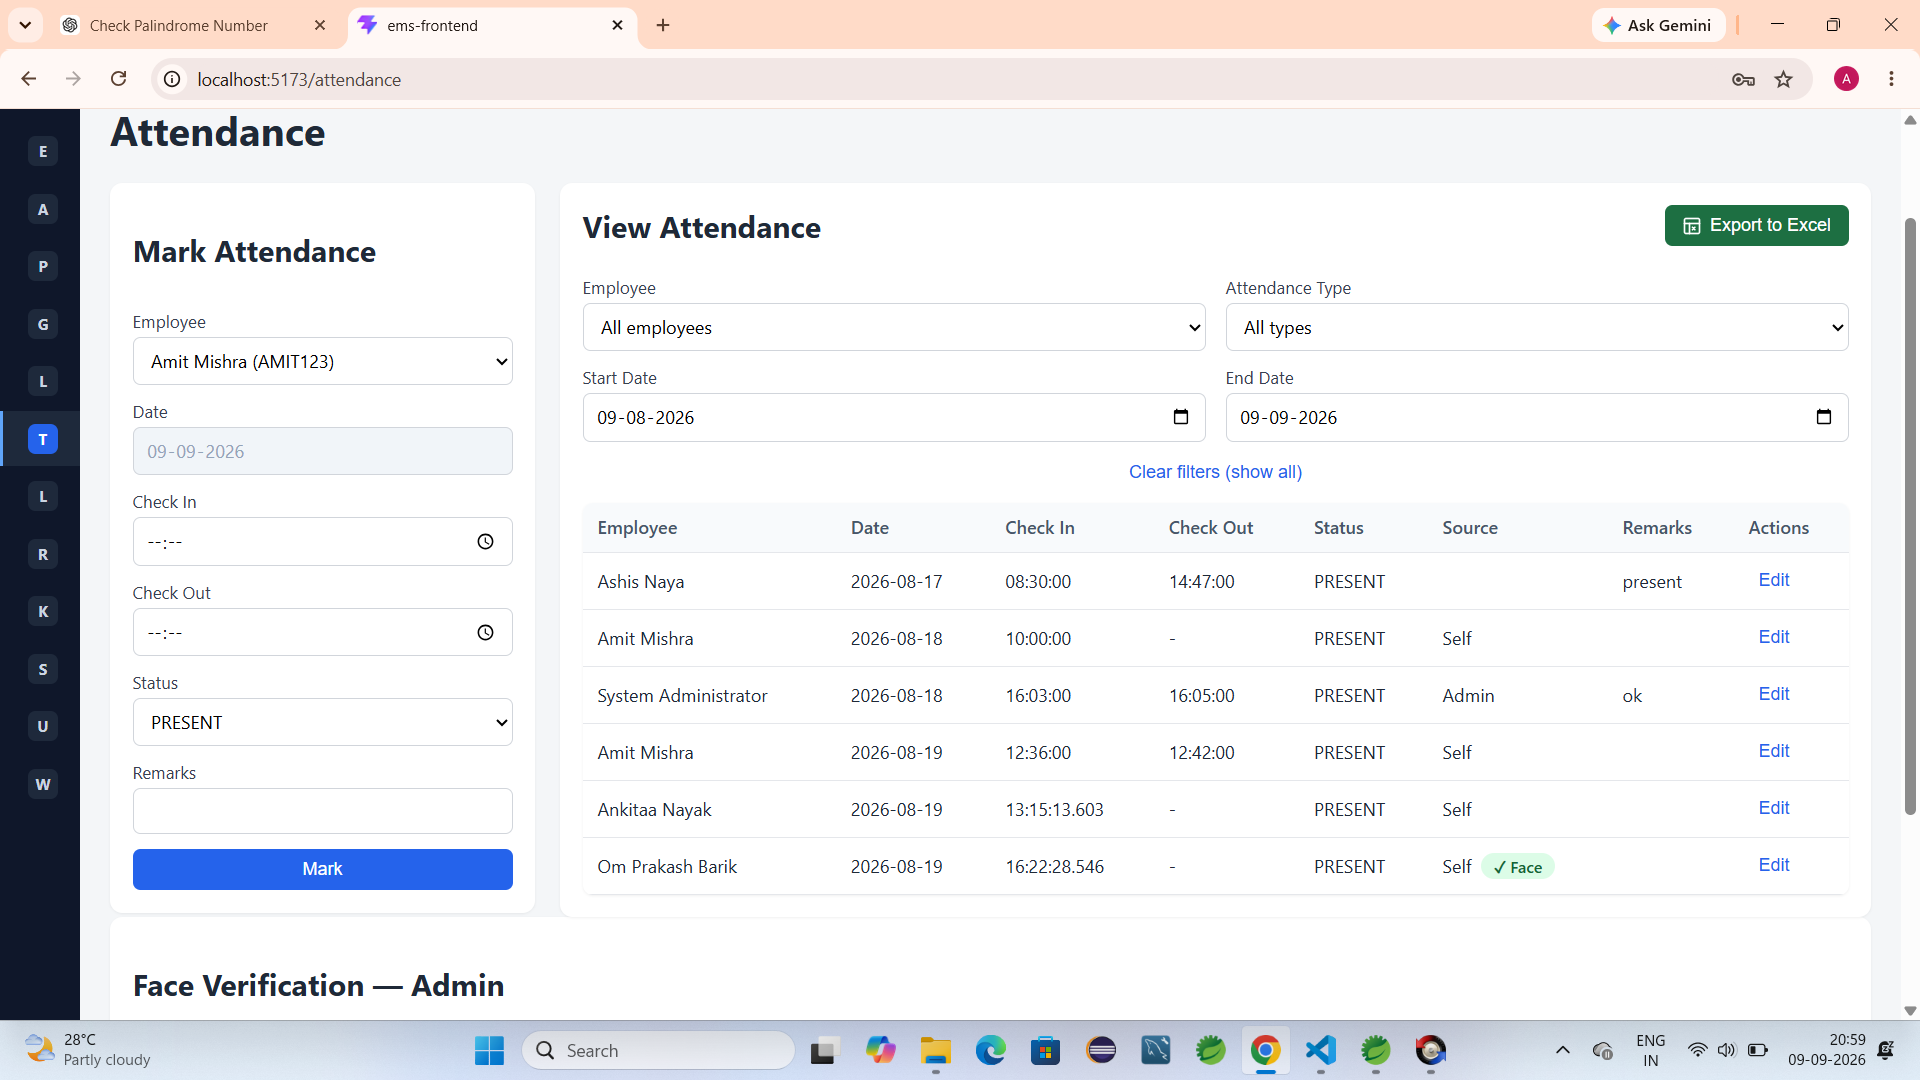 Check Palindrome Number
ems-frontend
Ask Gemini
localhost:5173/attendance
A
E
A
P
G
L
T
L
R
K
S
U
W
Attendance
Mark Attendance
Employee
Amit Mishra (AMIT123)
Date
09-09-2026
Check In
--:--
Check Out
--:--
Status
PRESENT
Remarks
Mark
View Attendance
Export to Excel
Employee
All employees
Attendance Type
All types
Start Date
09-08-2026
End Date
09-09-2026
Clear filters (show all)
Employee Date Check In Check Out Status Source Remarks Actions
Ashis Naya 2026-08-17 08:30:00 14:47:00 PRESENT present Edit
Amit Mishra 2026-08-18 10:00:00 - PRESENT Self Edit
System Administrator 2026-08-18 16:03:00 16:05:00 PRESENT Admin ok Edit
Amit Mishra 2026-08-19 12:36:00 12:42:00 PRESENT Self Edit
Ankitaa Nayak 2026-08-19 13:15:13.603 - PRESENT Self Edit
Om Prakash Barik 2026-08-19 16:22:28.546 - PRESENT Self ✓ Face Edit
Face Verification — Admin
28°C
Partly cloudy
Search
ENG
IN
20:59
09-09-2026